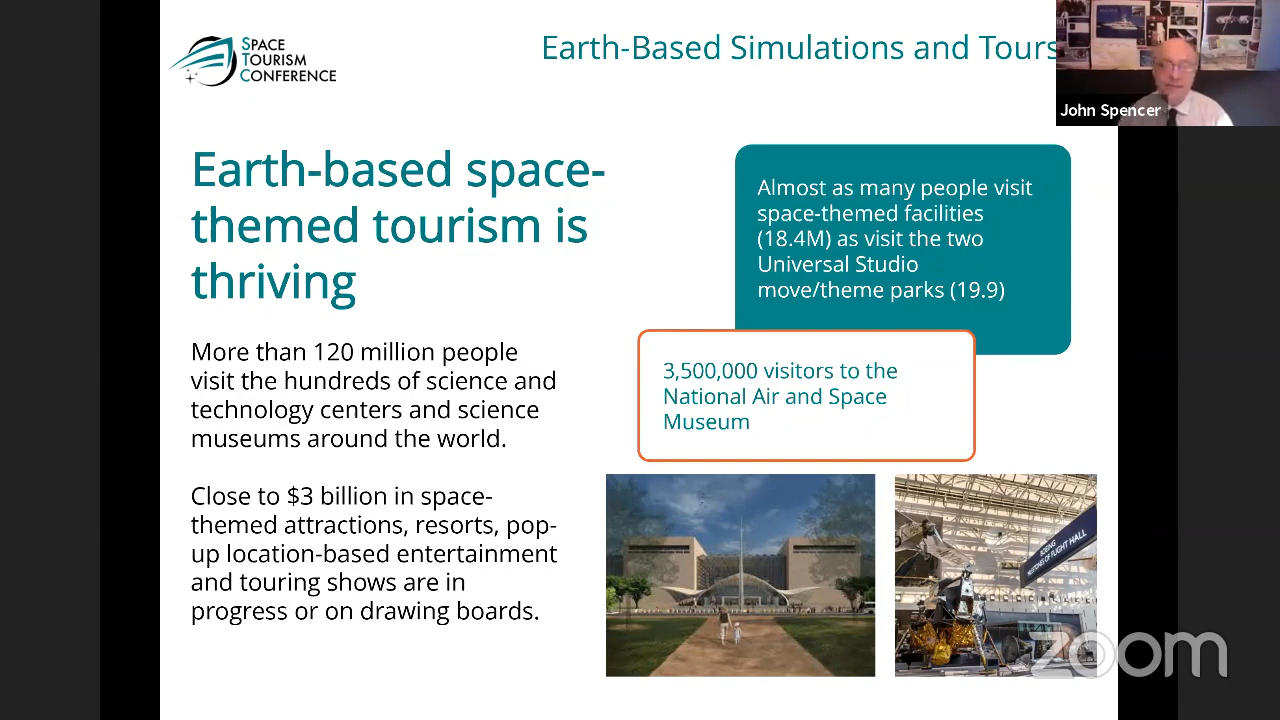 SPACE
TOURISM
CONFERENCE
Earth-Based Simulations and Tours
John Spencer
Earth-based space-
themed tourism is
thriving
More than 120 million people
visit the hundreds of science and
technology centers and science
museums around the world.
Close to $3 billion in space-
themed attractions, resorts, pop-
up location-based entertainment
and touring shows are in
progress or on drawing boards.
Almost as many people visit
space-themed facilities
(18.4M) as visit the two
Universal Studio
move/theme parks (19.9)
3,500,000 visitors to the
National Air and Space
Museum
BOEING
MILESTONES OF FLIGHT HALL
zoom